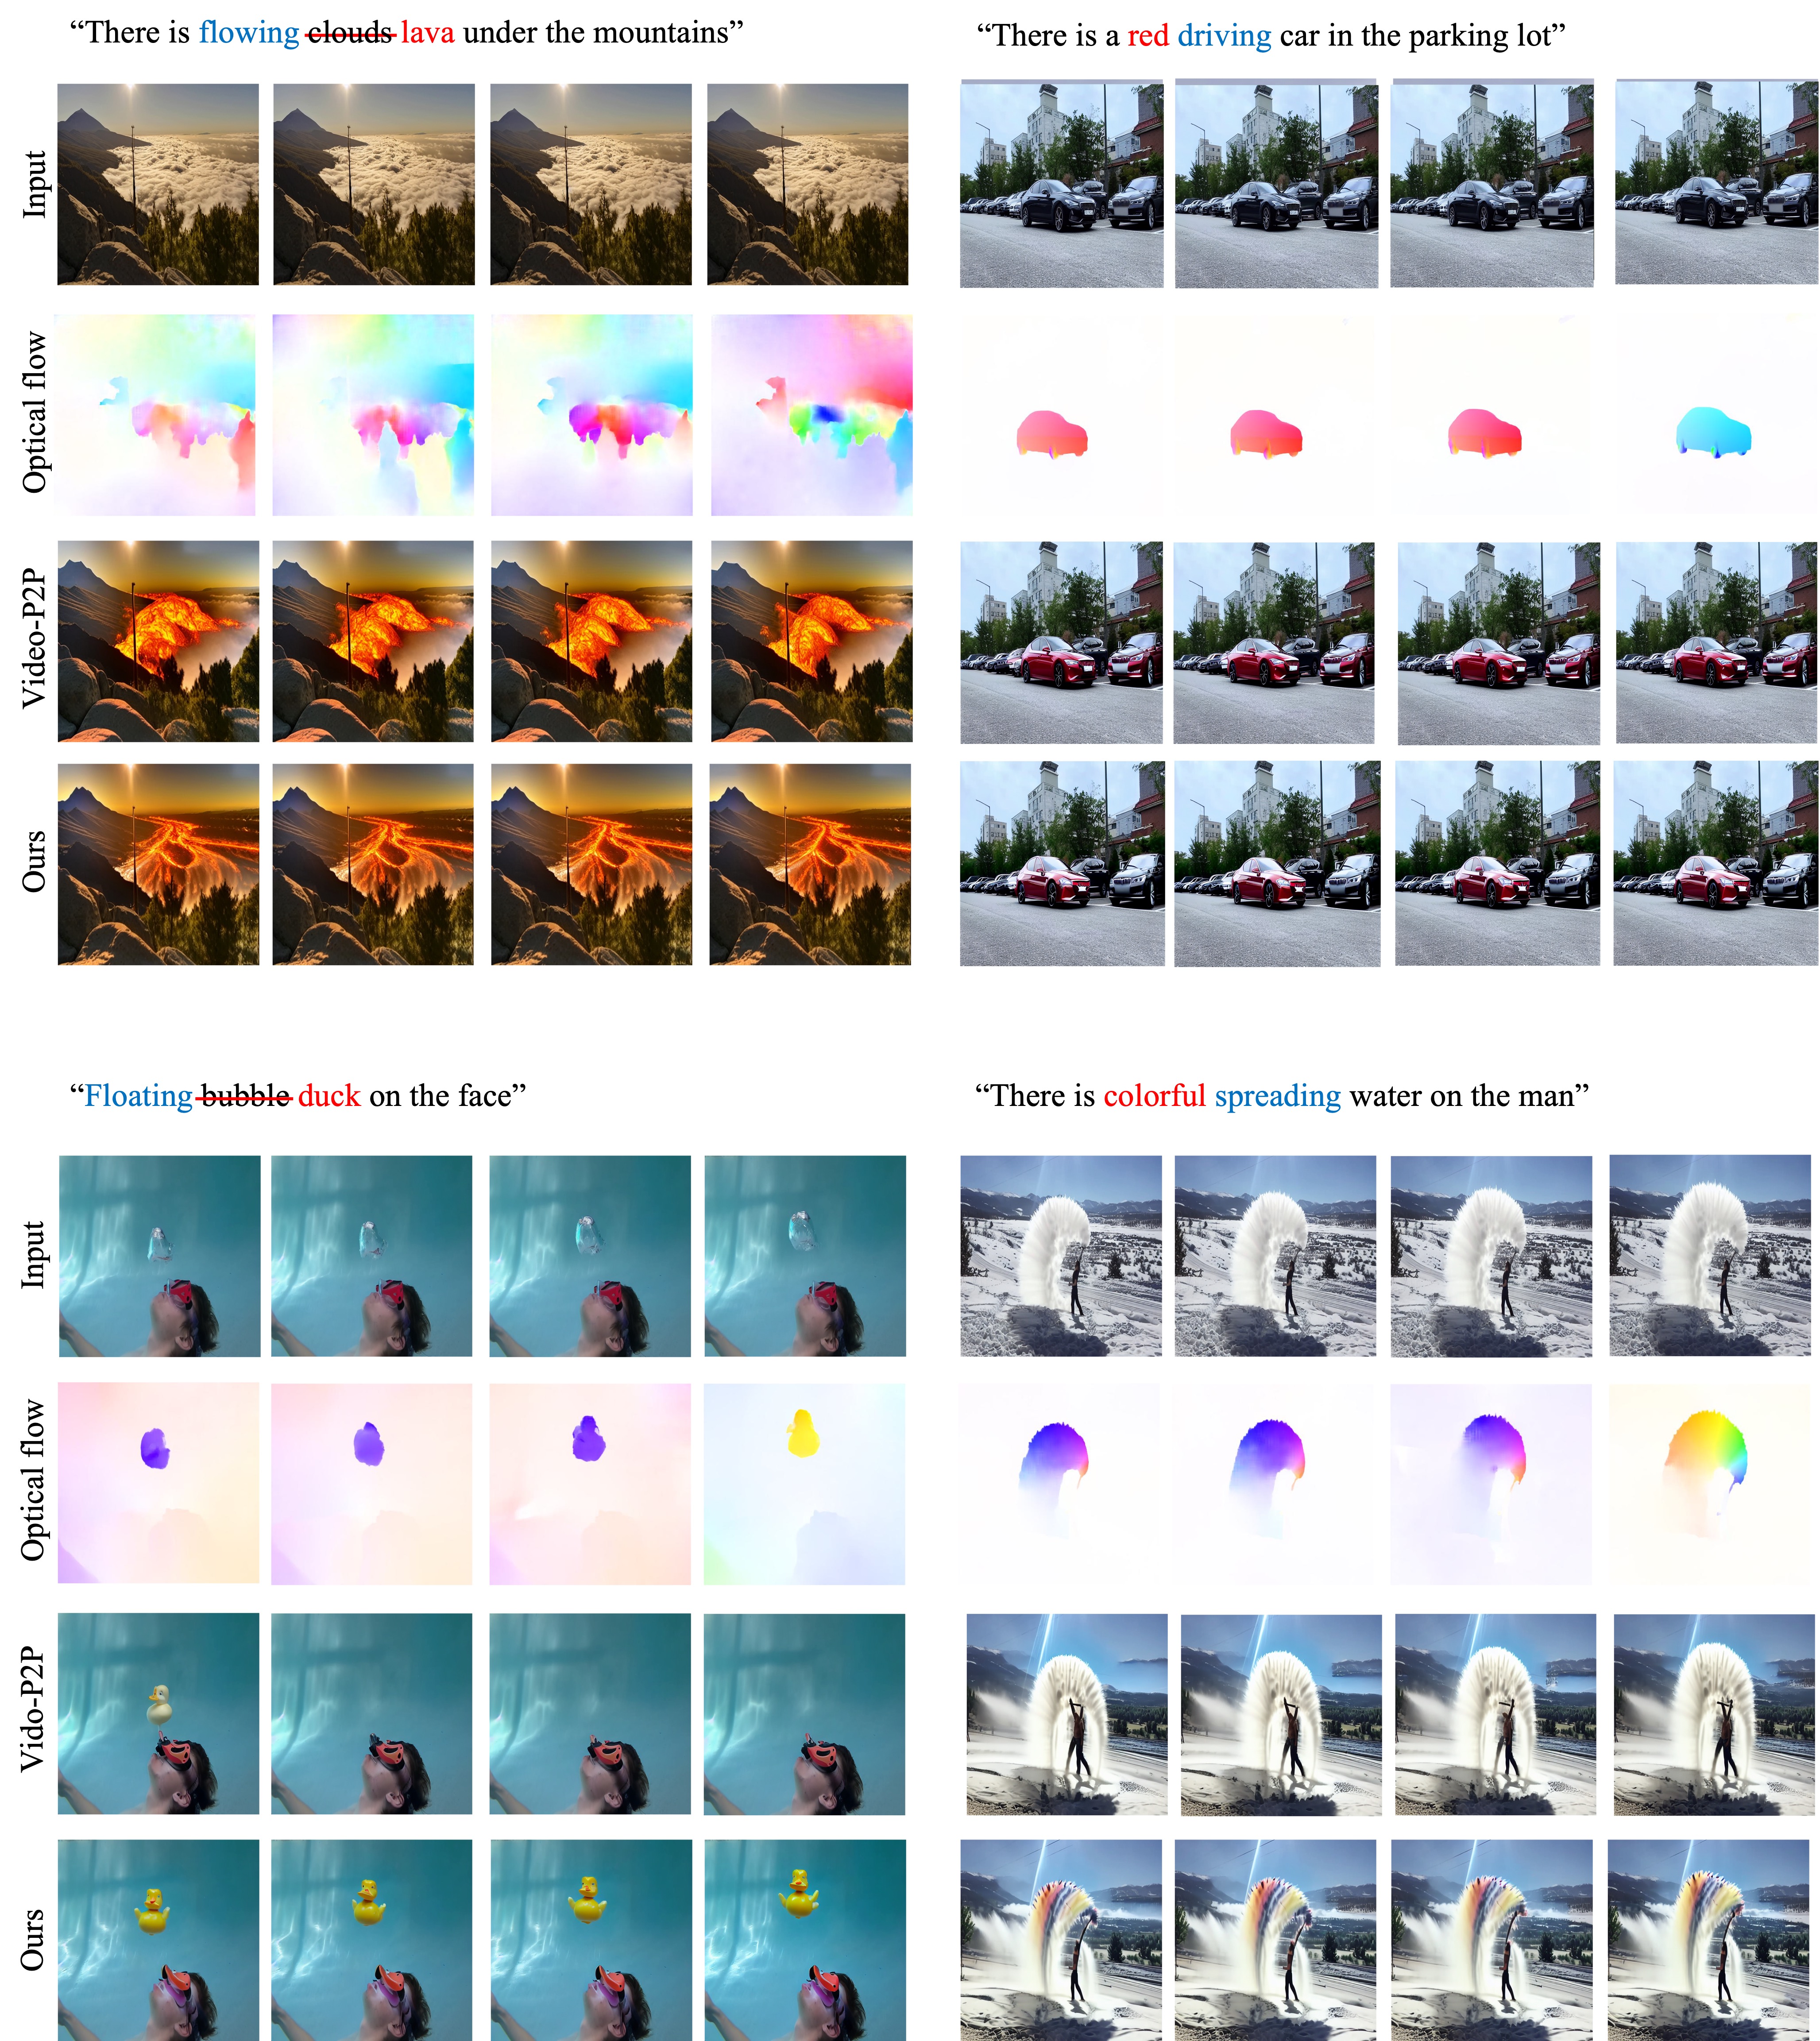 “There is flowing clouds lava under the mountains”
“There is a red driving car in the parking lot”
Input
Optical flow
Video-P2P
Ours
“Floating bubble duck on the face”
“There is colorful spreading water on the man”
Input
Optical flow
Vido-P2P
Ours